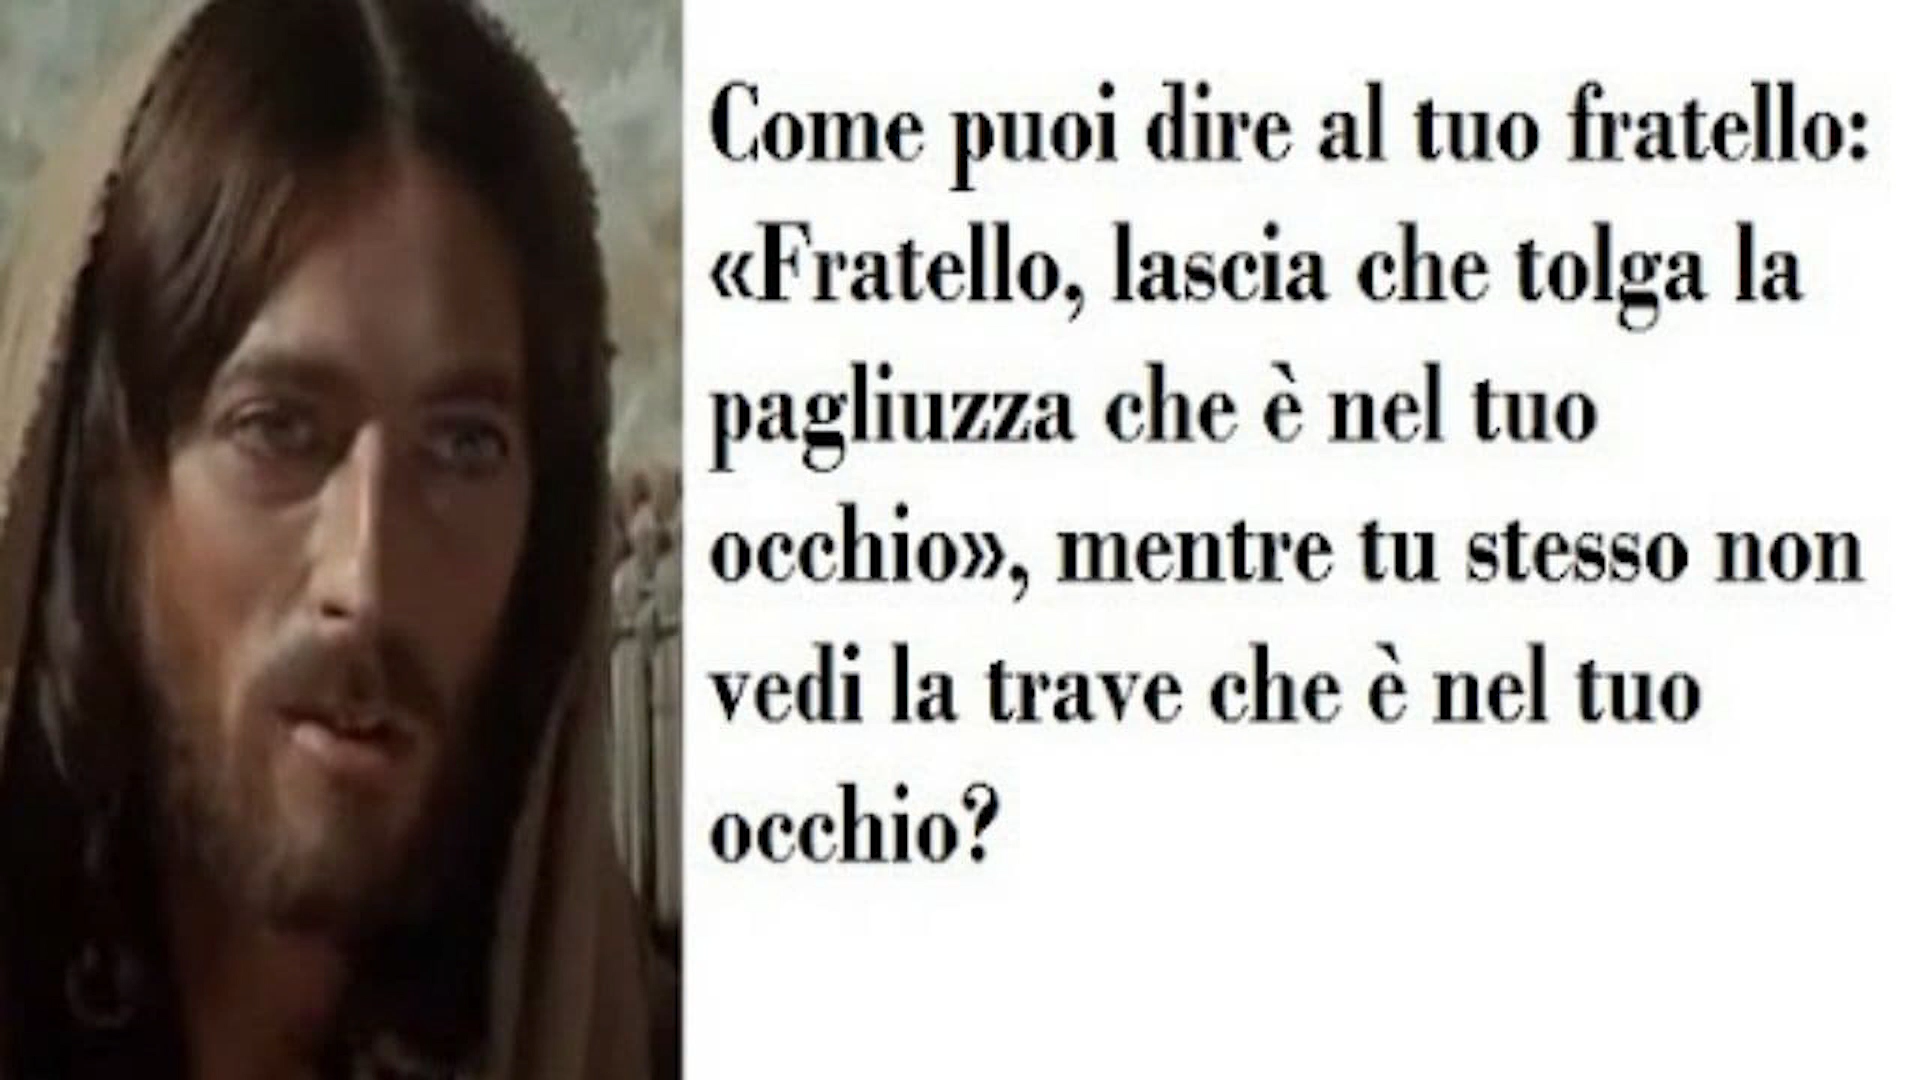 Come puoi dire al tuo fratello:
«Fratello, lascia che tolga la
pagliuzza che è nel tuo
occhio», mentre tu stesso non
vedi la trave che è nel tuo
occhio?